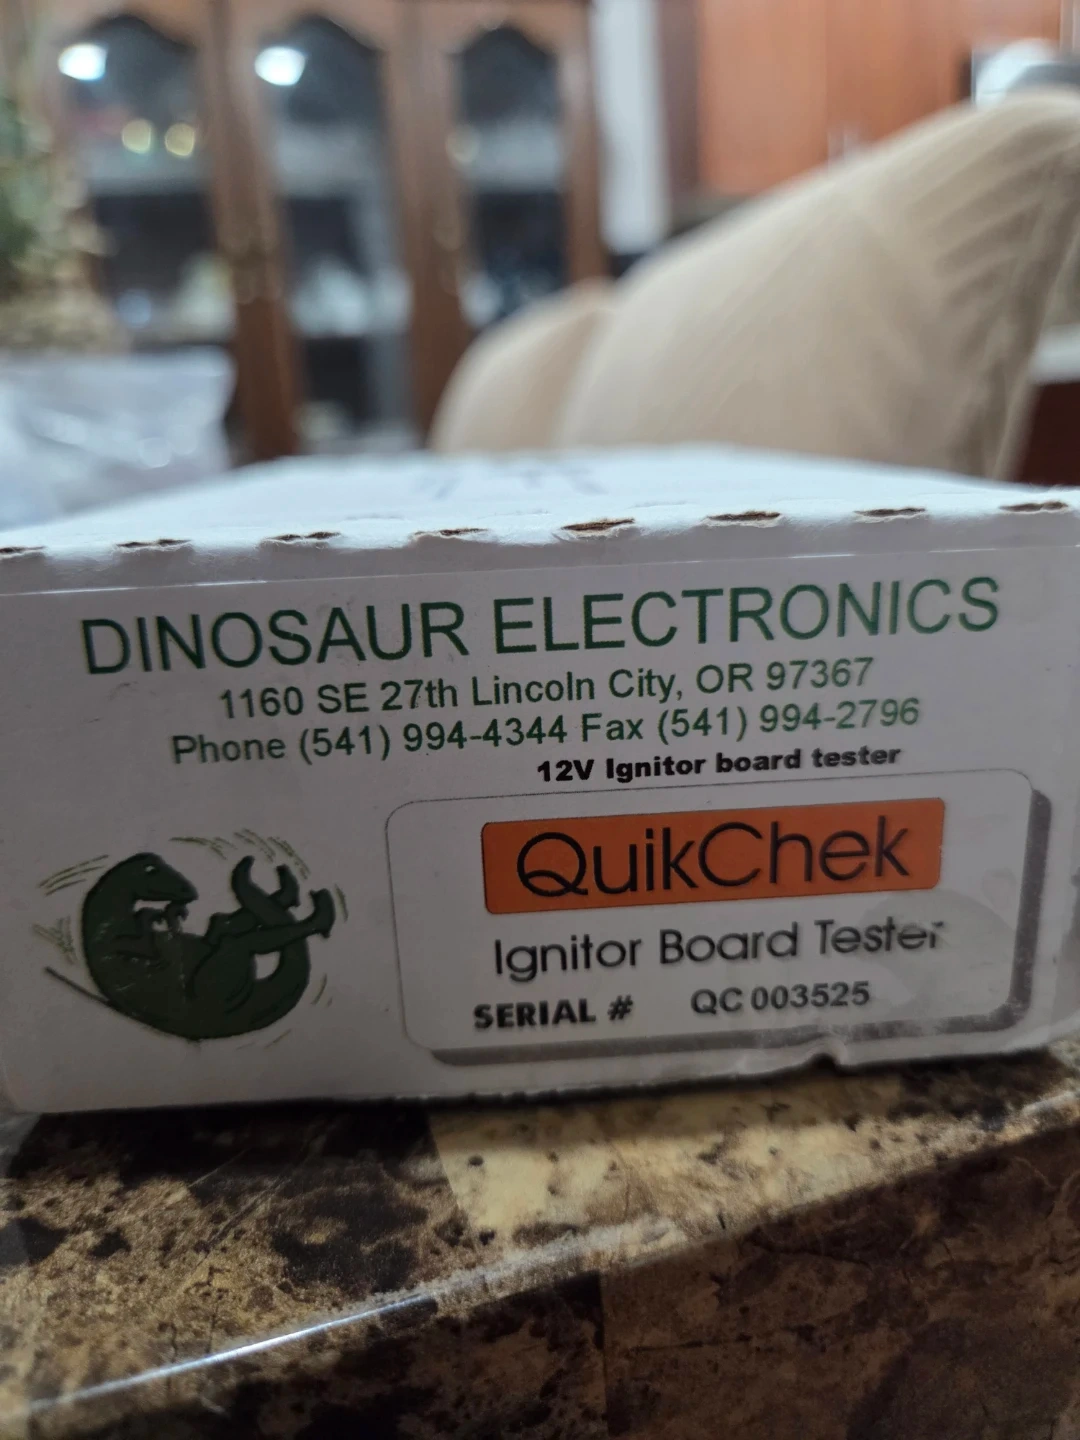 DINOSAUR ELECTRONICS
1160 SE 27th Lincoln City, OR 97367
Phone (541) 994-4344 Fax (541) 994-2796
12V Ignitor board tester
QuikChek
Ignitor Board Tester
SERIAL # QC 003525